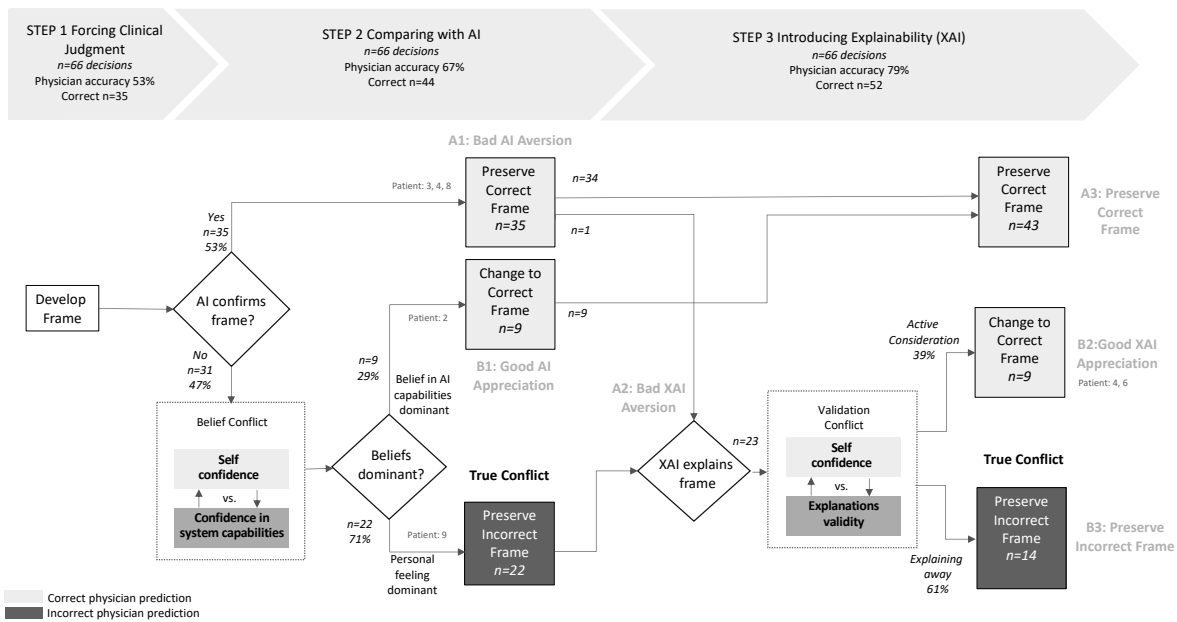 STEP 1 Forcing Clinical
Judgment
n=66 decisions
Physician accuracy 53%
Correct n=35
STEP 2 Comparing with AI
n=66 decisions
Physician accuracy 67%
Correct n=44
STEP 3 Introducing Explainability (XAI)
n=66 decisions
Physician accuracy 79%
Correct n=52
A1: Bad AI Aversion
Patient: 3, 4, 8
Preserve
Correct
Frame
n=35
n=34
n=1
Preserve
Correct
Frame
n=43
A3: Preserve
Correct
Frame
Yes
n=35
53%
Develop
Frame
AI confirms
frame?
No
n=31
47%
Change to
Correct
Frame
n=9
n=9
Patient: 2
B1: Good AI
Appreciation
n=9
29%
Belief in AI
capabilities
dominant
A2: Bad XAI
Aversion
Active
Consideration
39%
Change to
Correct
Frame
n=9
B2:Good XAI
Appreciation
Patient: 4, 6
Belief Conflict
Self
confidence
vs.
Confidence in
system capabilities
Beliefs
dominant?
n=22
71%
Patient: 9
Personal
feeling
dominant
True Conflict
Preserve
Incorrect
Frame
n=22
XAI explains
frame
n=23
Validation
Conflict
Self
confidence
vs.
Explanations
validity
True Conflict
Preserve
Incorrect
Frame
n=14
B3: Preserve
Incorrect Frame
Explaining
away
61%
Correct physician prediction
Incorrect physician prediction